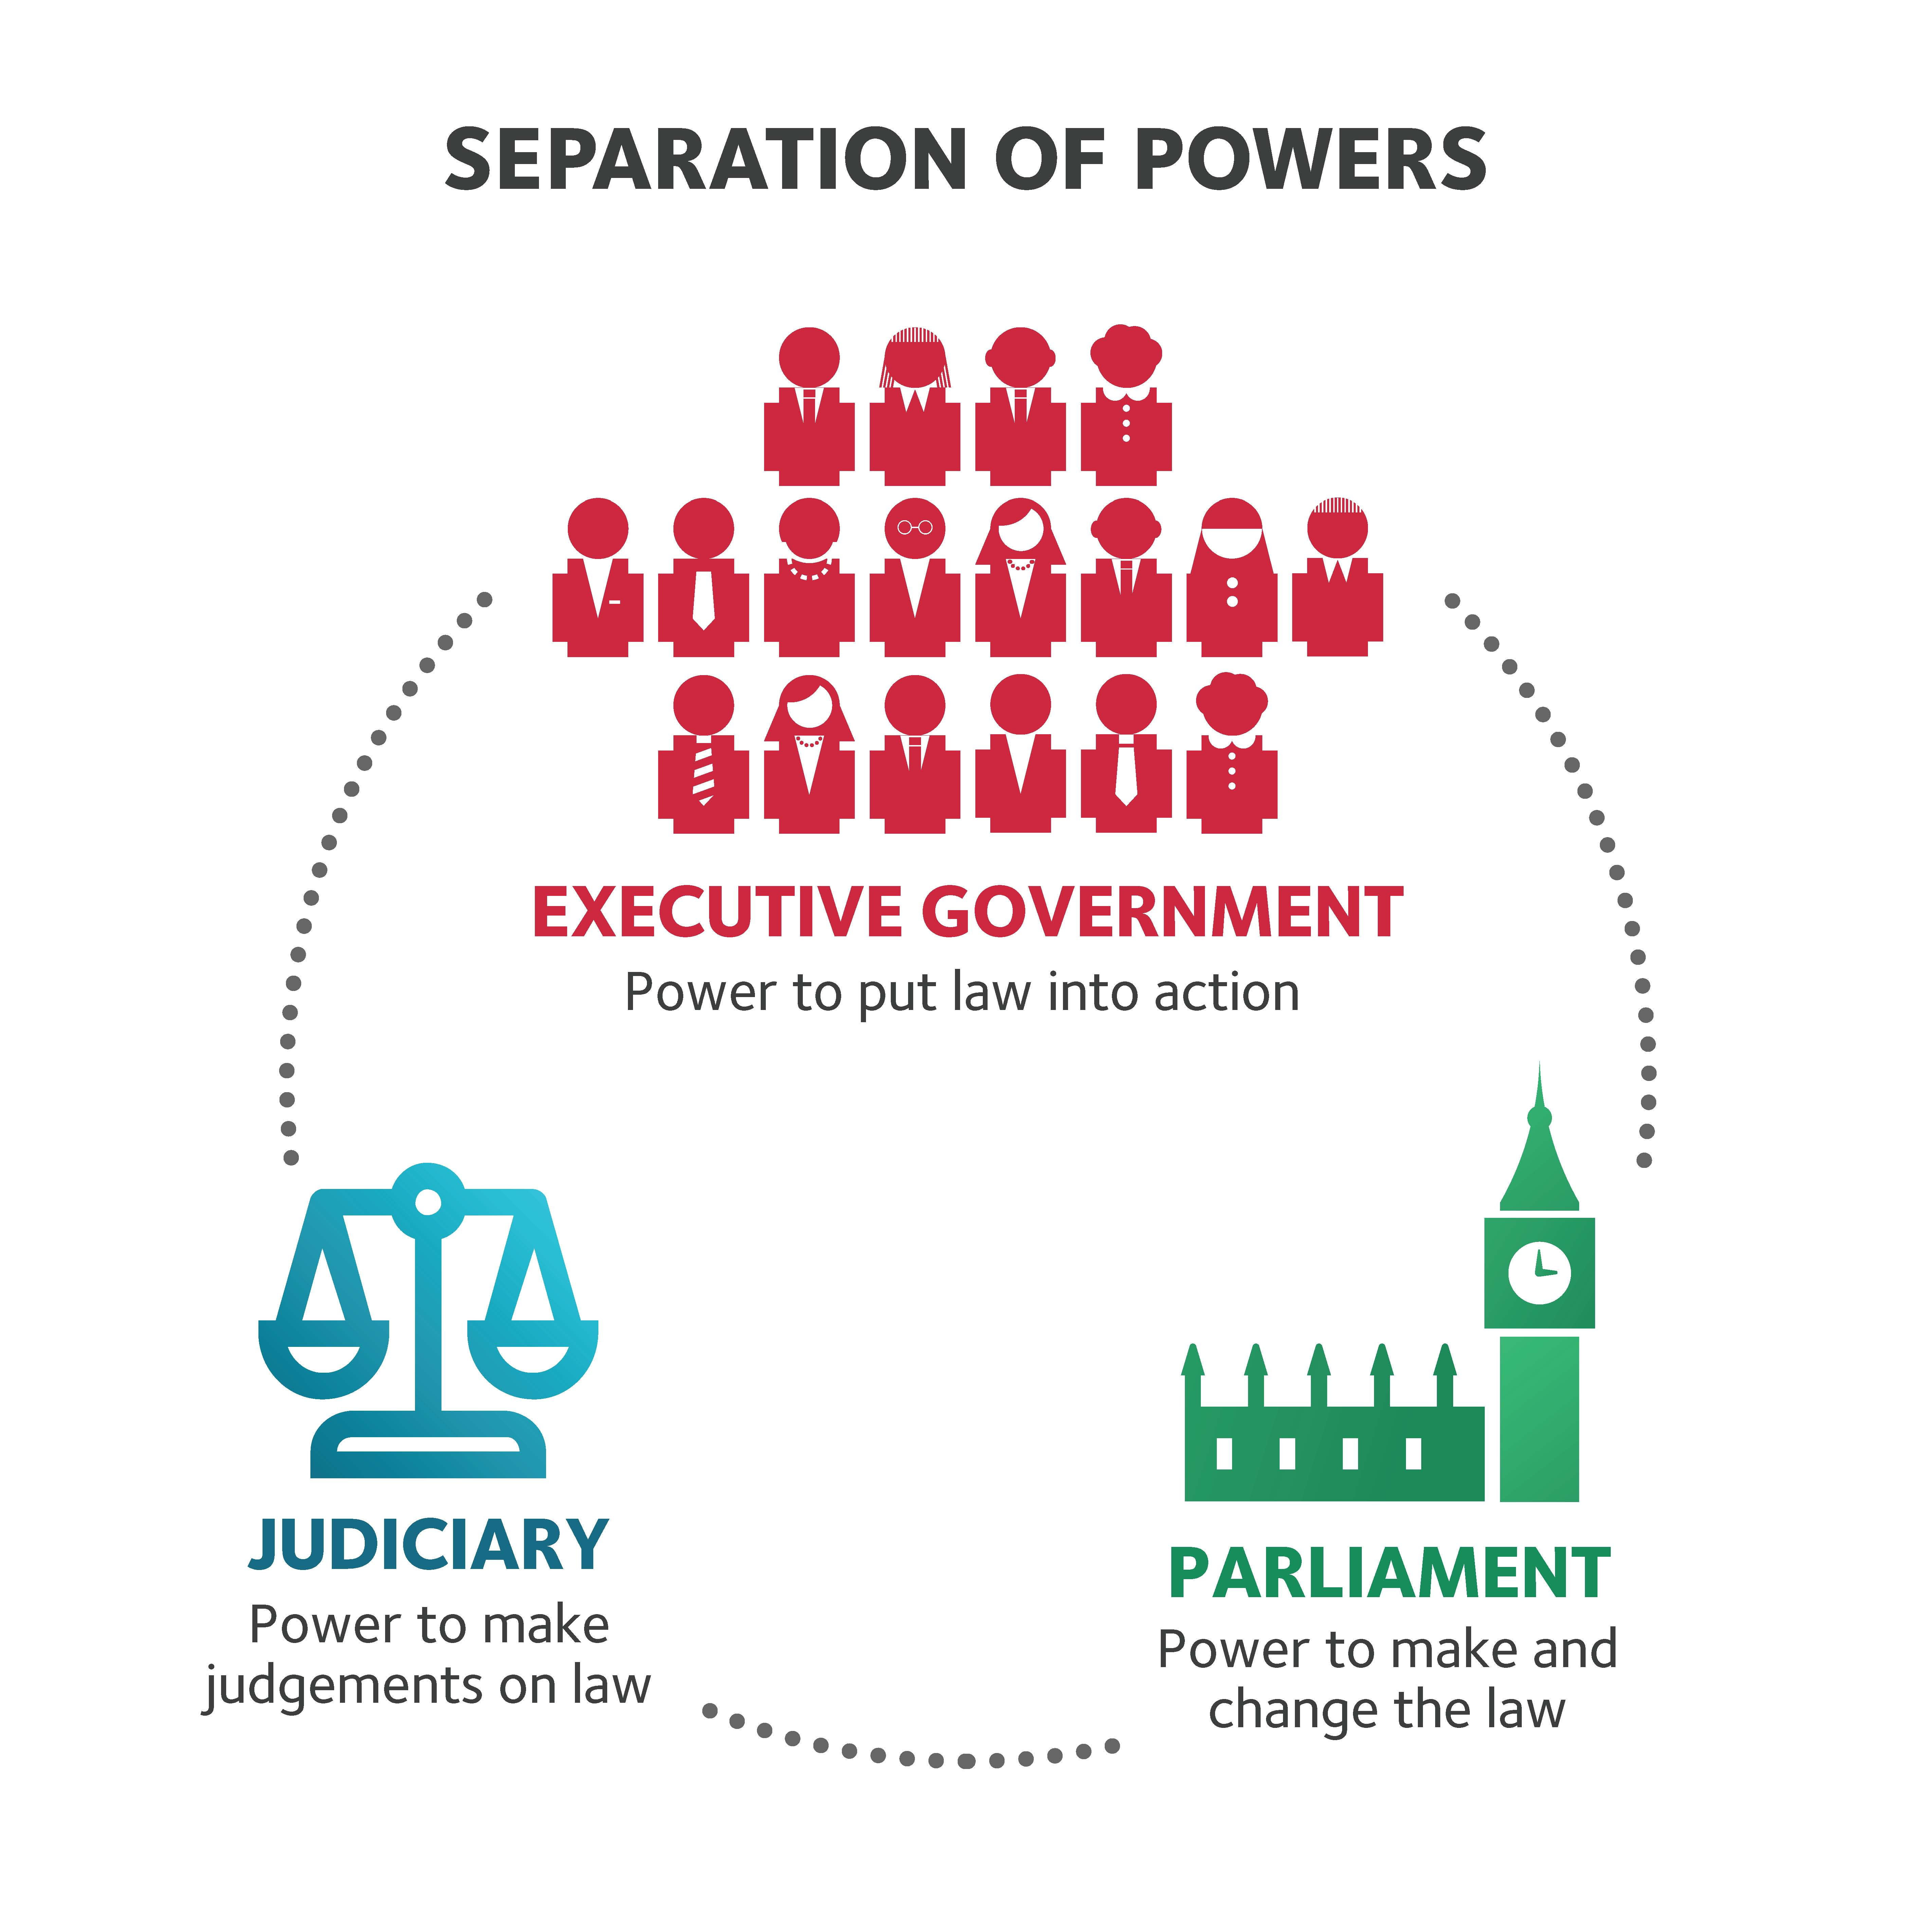 SEPARATION OF POWERS
EXECUTIVE GOVERNMENT
Power to put law into action
JUDICIARY
Power to make
judgements on law
PARLIAMENT
Power to make and
change the law